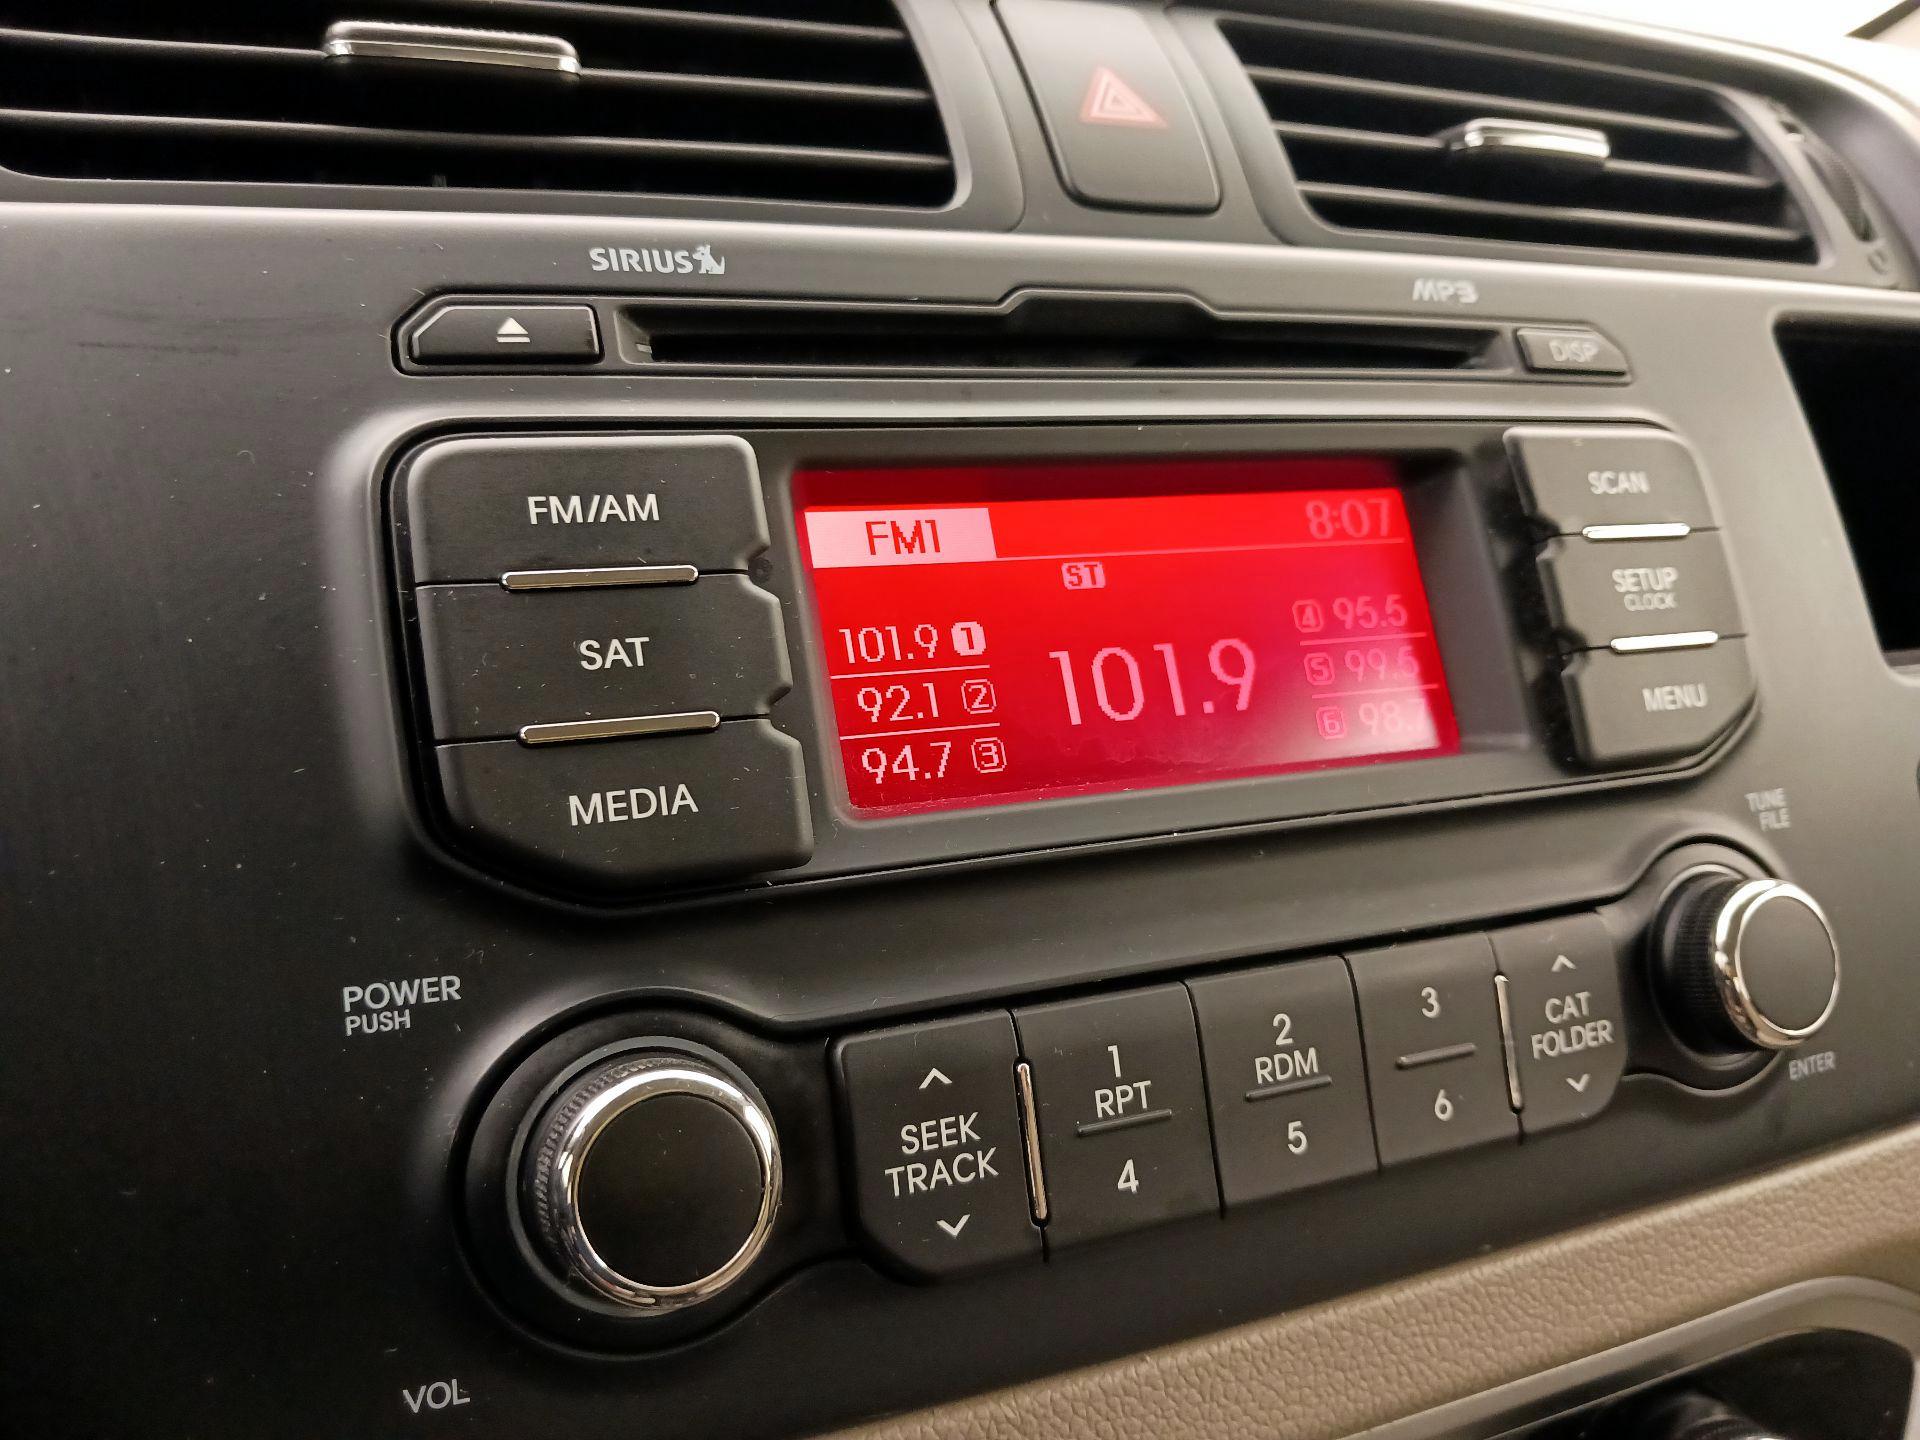 SIRIUS
MP3
DISP
FM/AM
SAT
MEDIA
FM1
8:07
ST
101.9 1
92.1 2
94.7 3
101.9
4 95.5
5 99.5
6 98.7
SCAN
SETUP
CLOCK
MENU
TUNE
FILE
POWER
PUSH
VOL
SEEK
TRACK
1
RPT
4
2
RDM
5
3
6
CAT
FOLDER
ENTER